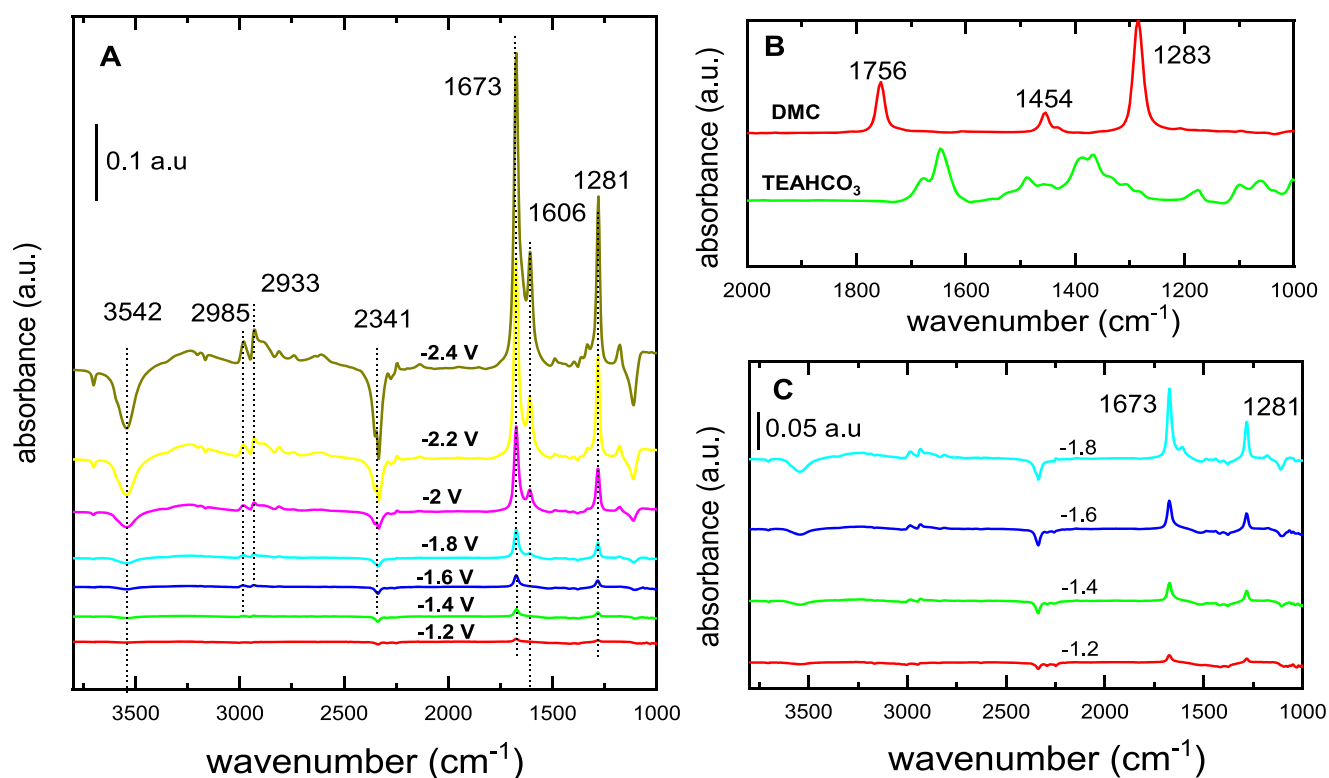 A
1673
0.1 a.u
1281
1606
2933
3542
2985
2341
-2.4 V
-2.2 V
-2 V
-1.8 V
-1.6 V
-1.4 V
-1.2 V
absorbance (a.u.)
3500 3000 2500 2000 1500 1000
wavenumber (cm-1)
B
1283
1756
1454
DMC
TEAHCO3
absorbance (a.u.)
2000 1800 1600 1400 1200 1000
wavenumber (cm-1)
C
1673
1281
0.05 a.u
-1.8
-1.6
-1.4
-1.2
absorbance (a.u.)
3500 3000 2500 2000 1500 1000
wavenumber (cm-1)